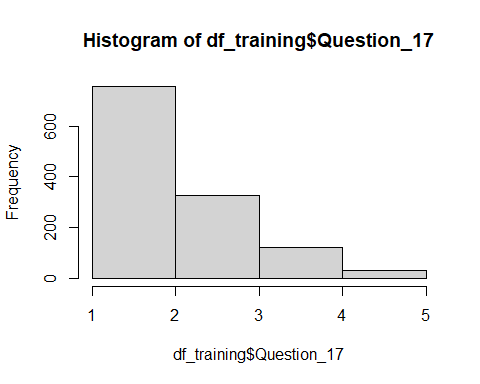 Histogram of df_training$Question_17
Frequency
600
400
200
0
1 2 3 4 5
df_training$Question_17